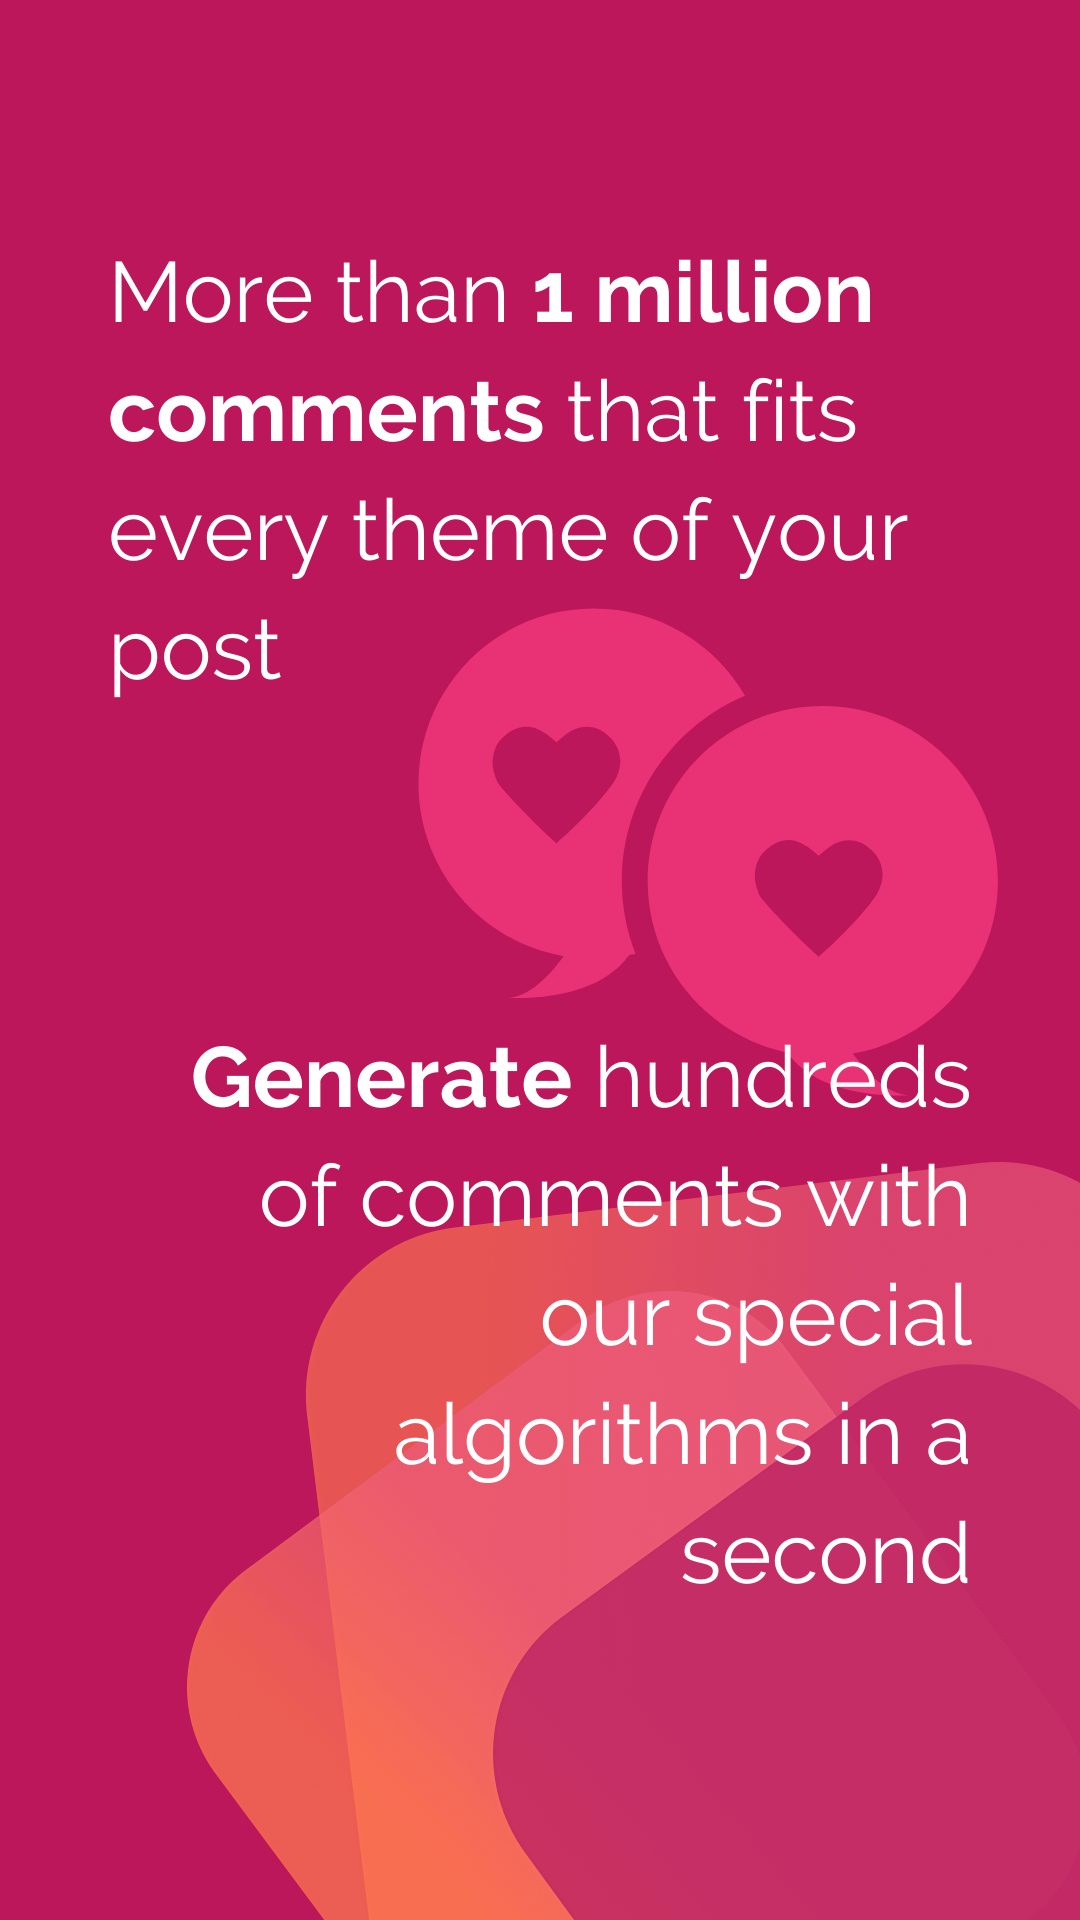 More than 1 million
comments that fits
every theme of your
post
Generate hundreds
of comments with
our special
algorithms in a
second